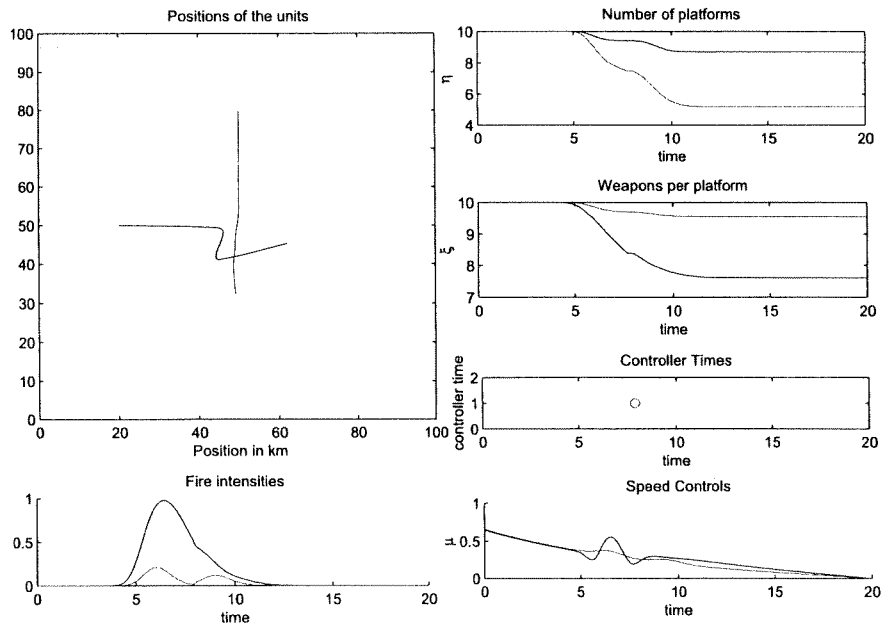 Positions of the units
100
90
80
70
60
50
40
30
20
10
0
0 20 40 60 80 100
Position in km
Number of platforms
10
8
6
4
η
0 5 10 15 20
time
Weapons per platform
10
9
8
7
ξ
0 5 10 15 20
time
Controller Times
2
1
0
controller time
0 5 10 15 20
time
Fire intensities
1
0.5
0
0 5 10 15 20
time
Speed Controls
1
0.5
0
μ
0 5 10 15 20
time